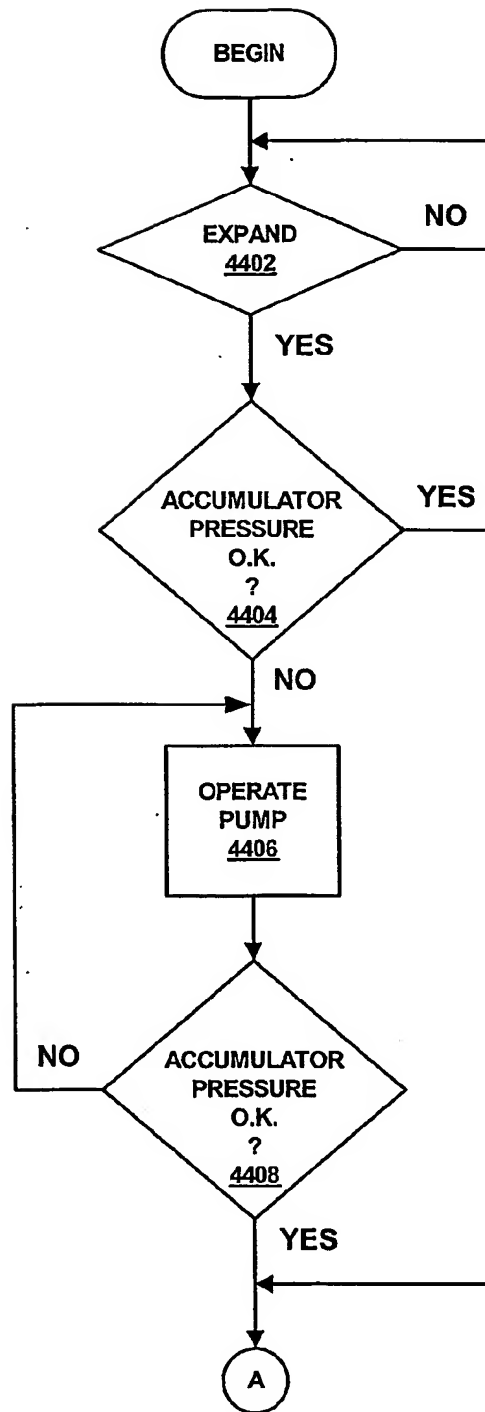 BEGIN
EXPAND
4402
NO
YES
ACCUMULATOR
PRESSURE
O.K.
?
4404
YES
NO
OPERATE
PUMP
4406
ACCUMULATOR
PRESSURE
O.K.
?
4408
NO
YES
A